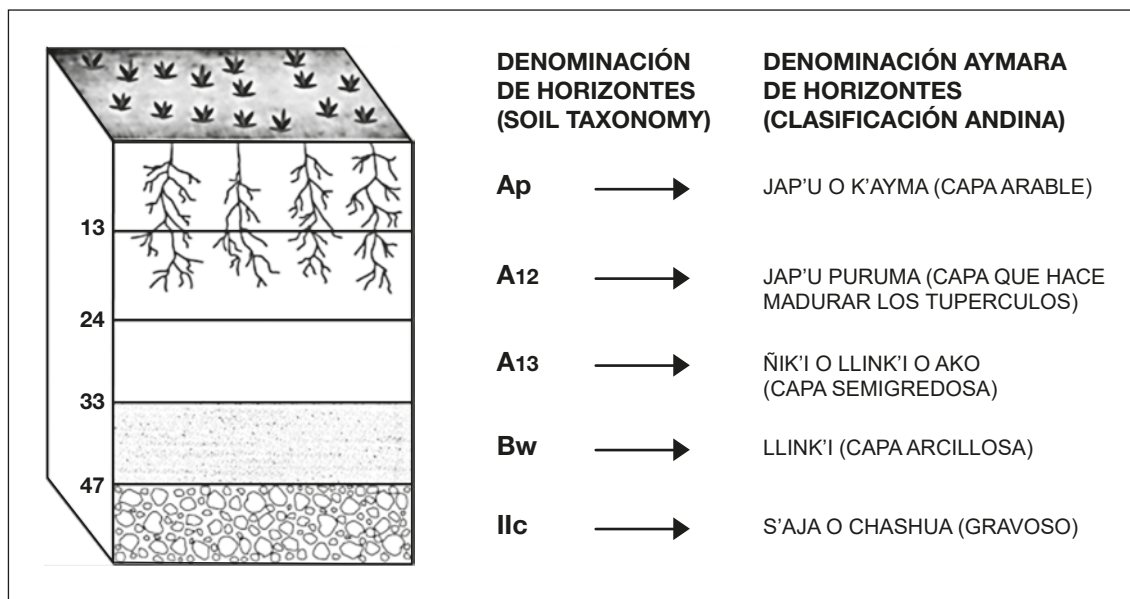 DENOMINACIÓN
DE HORIZONTES
(SOIL TAXONOMY)
DENOMINACIÓN AYMARA
DE HORIZONTES
(CLASIFICACIÓN ANDINA)
Ap
JAP’U O K’AYMA (CAPA ARABLE)
13
A12
JAP’U PURUMA (CAPA QUE HACE
MADURAR LOS TUPERCULOS)
24
A13
ÑIK’I O LLINK’I O AKO
(CAPA SEMIGREDOSA)
33
Bw
LLINK’I (CAPA ARCILLOSA)
47
IIc
S’AJA O CHASHUA (GRAVOSO)